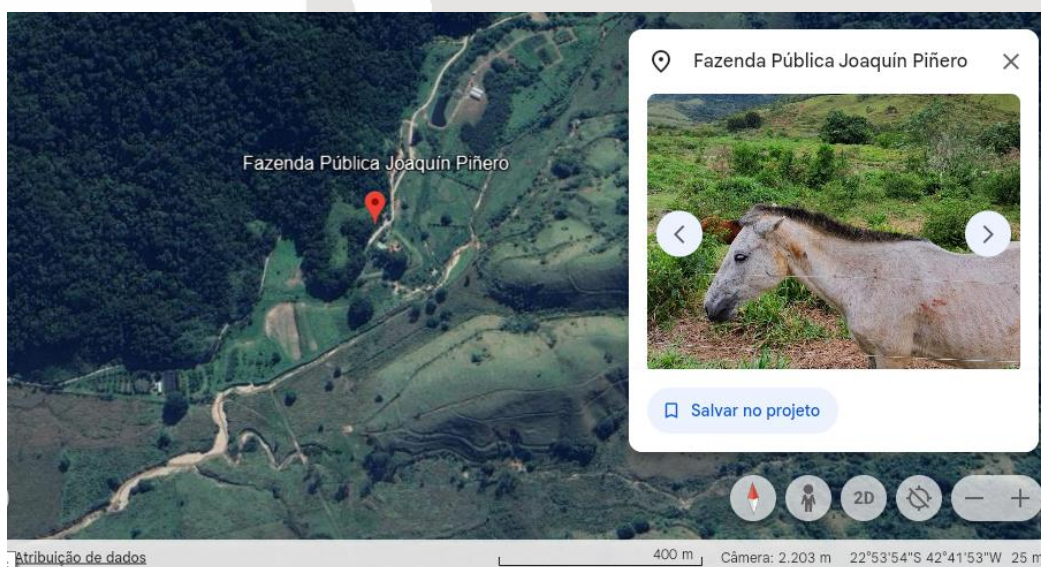 Fazenda Pública Joaquín Piñero
Fazenda Pública Joaquín Piñero
Salvar no projeto
2D
Atribuição de dados
400 m
Câmera: 2.203 m 22°53'54"S 42°41'53"W 25 m